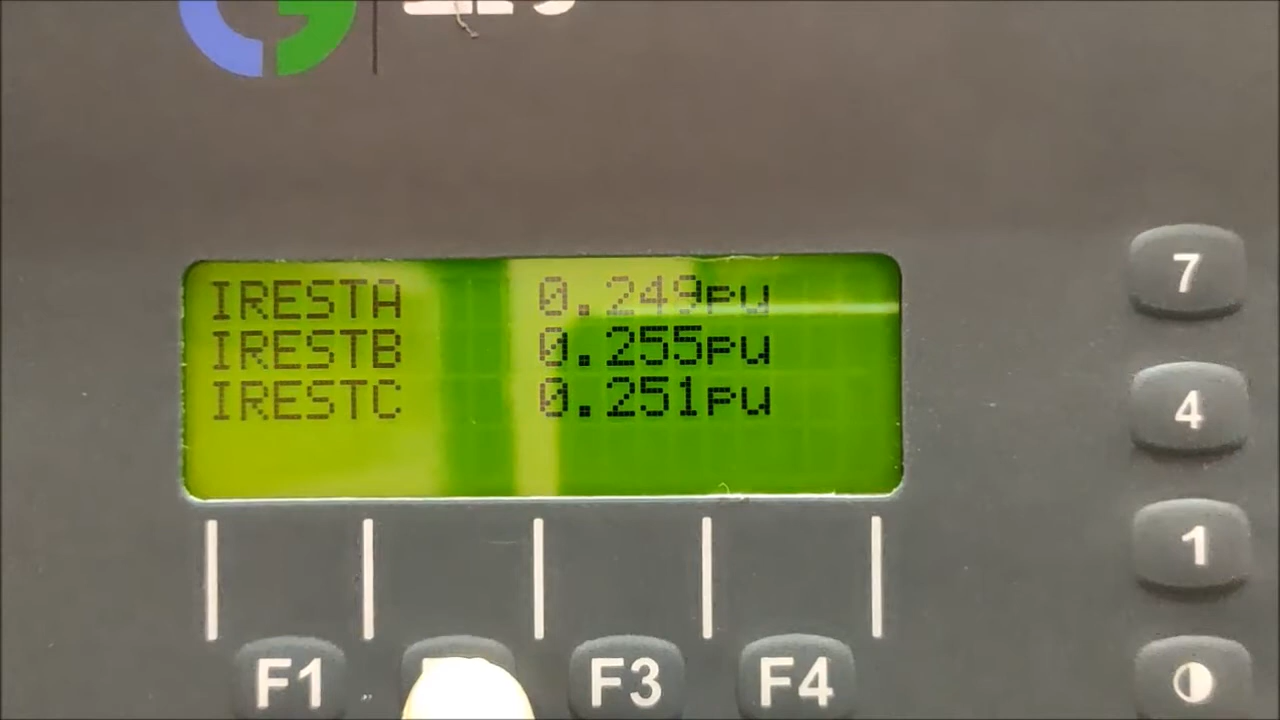 IRESTA 0.249pu
IRESTB 0.255pu
IRESTC 0.251pu
7
4
1
F1 F3 F4